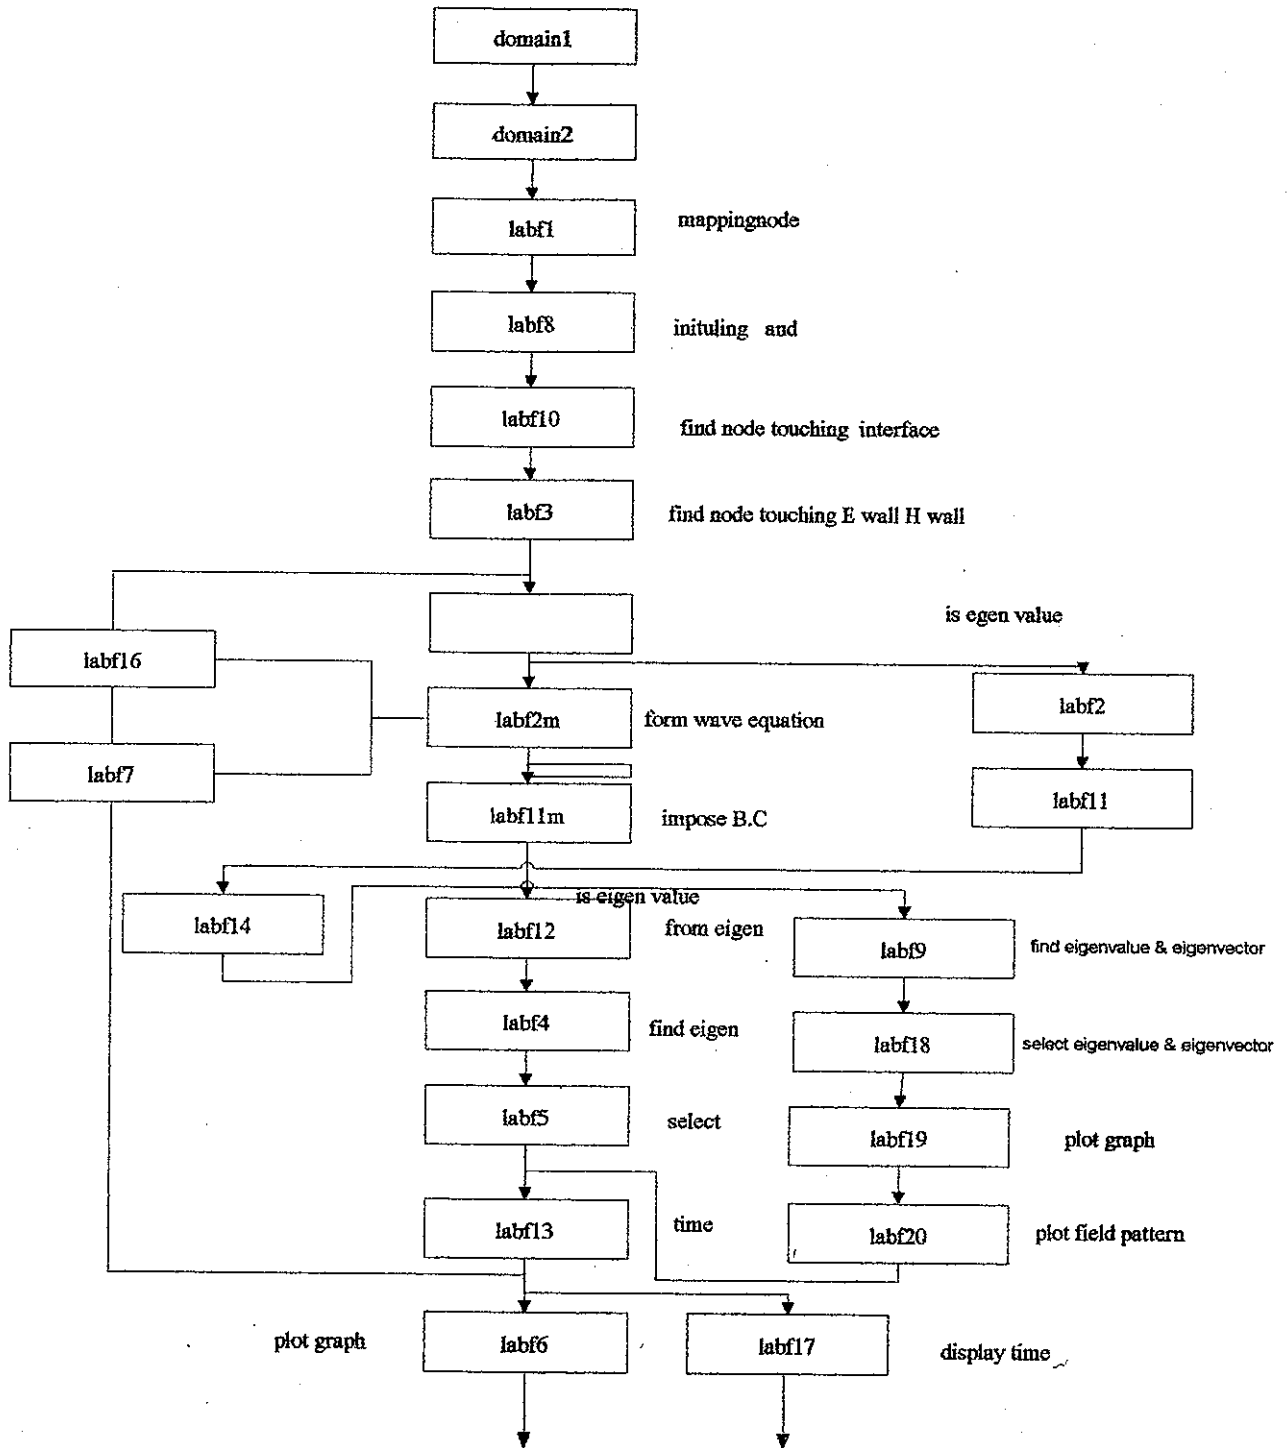 domain1
domain2
labf1
mappingnode
labf8
inituling and
labf10
find node touching interface
labf3
find node touching E wall H wall
is egen value
labf16
labf2m
form wave equation
labf2
labf7
labf11m
impose B.C
labf11
is eigen value
labf14
labf12
from eigen
labf9
find eigenvalue & eigenvector
labf4
find eigen
labf18
select eigenvalue & eigenvector
labf5
select
labf19
plot graph
labf13
time
labf20
plot field pattern
plot graph
labf6
labf17
display time